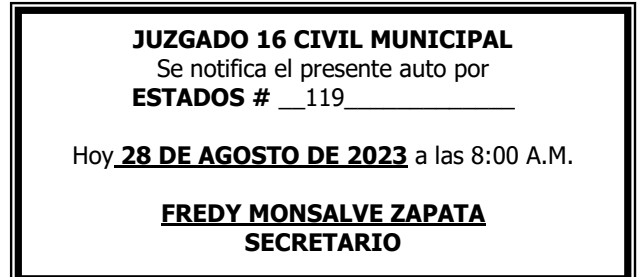 JUZGADO 16 CIVIL MUNICIPAL
Se notifica el presente auto por
ESTADOS # __119______________
Hoy 28 DE AGOSTO DE 2023 a las 8:00 A.M.
FREDY MONSALVE ZAPATA
SECRETARIO